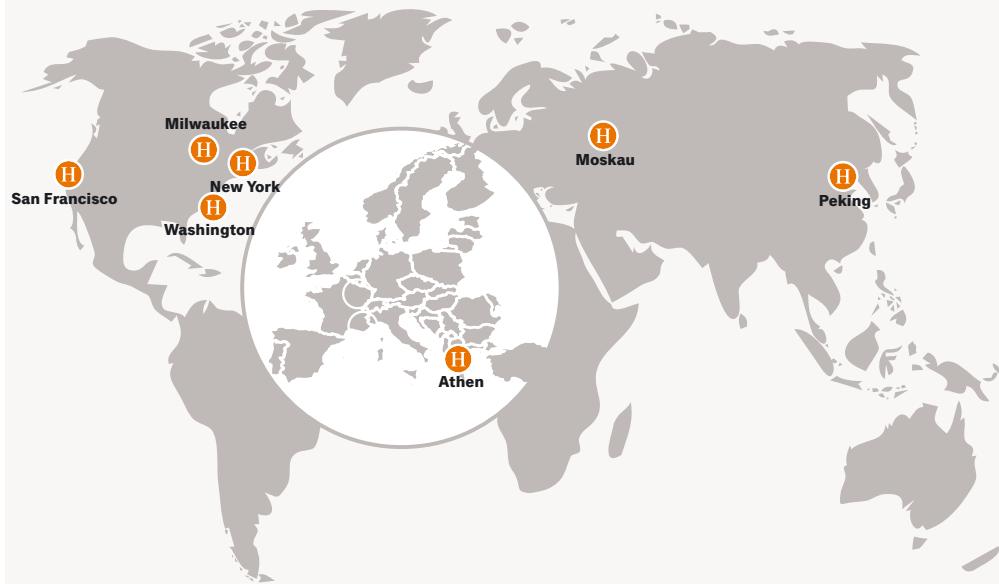 Milwaukee
H
H
H
Moskau
H
H
San Francisco
New York
Peking
H
Washington
H
Athen